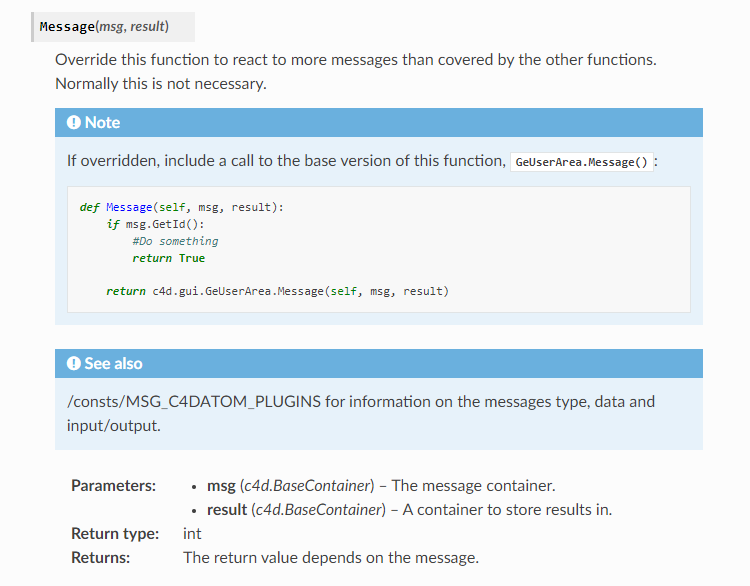 Message(msg, result)
Override this function to react to more messages than covered by the other functions.
Normally this is not necessary.
Note
If overridden, include a call to the base version of this function, GeUserArea.Message() :
def Message(self, msg, result):
    if msg.GetId():
        #Do something
        return True

    return c4d.gui.GeUserArea.Message(self, msg, result)
See also
/consts/MSG_C4DATOM_PLUGINS for information on the messages type, data and
input/output.
Parameters:
• msg (c4d.BaseContainer) – The message container.
• result (c4d.BaseContainer) – A container to store results in.
Return type: int
Returns: The return value depends on the message.